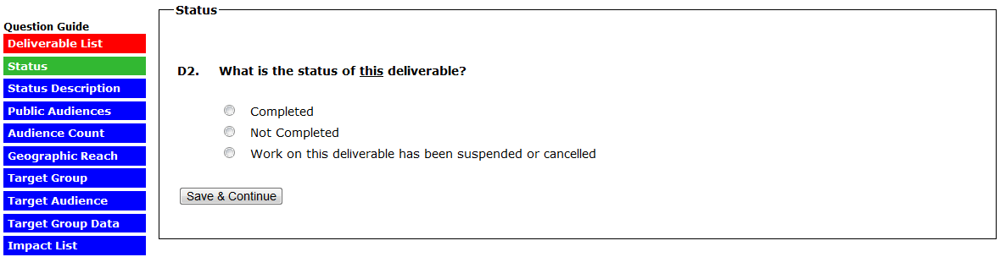 Question Guide
Deliverable List
Status
Status Description
Public Audiences
Audience Count
Geographic Reach
Target Group
Target Audience
Target Group Data
Impact List
Status
D2. What is the status of this deliverable?
Completed
Not Completed
Work on this deliverable has been suspended or cancelled
Save & Continue